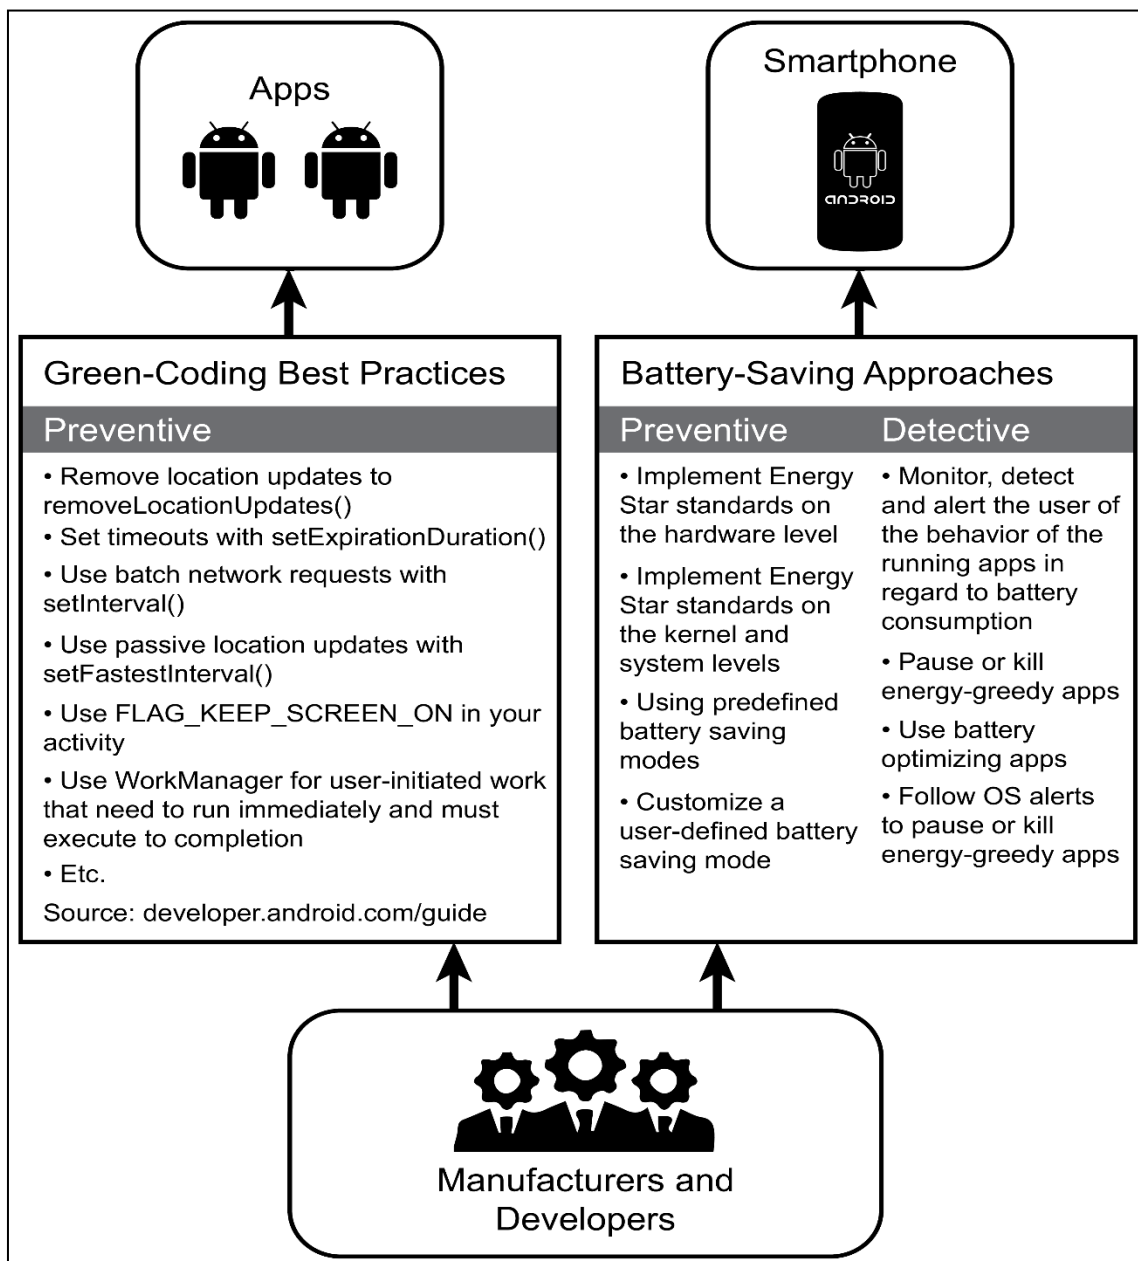 Apps
Smartphone
ANDROID
Green-Coding Best Practices
Preventive
• Remove location updates to
removeLocationUpdates()
• Set timeouts with setExpirationDuration()
• Use batch network requests with
setInterval()
• Use passive location updates with
setFastestInterval()
• Use FLAG_KEEP_SCREEN_ON in your
activity
• Use WorkManager for user-initiated work
that need to run immediately and must
execute to completion
• Etc.
Source: developer.android.com/guide
Battery-Saving Approaches
Preventive
• Implement Energy
Star standards on
the hardware level
• Implement Energy
Star standards on
the kernel and
system levels
• Using predefined
battery saving
modes
• Customize a
user-defined battery
saving mode
Detective
• Monitor, detect
and alert the user of
the behavior of the
running apps in
regard to battery
consumption
• Pause or kill
energy-greedy apps
• Use battery
optimizing apps
• Follow OS alerts
to pause or kill
energy-greedy apps
Manufacturers and
Developers